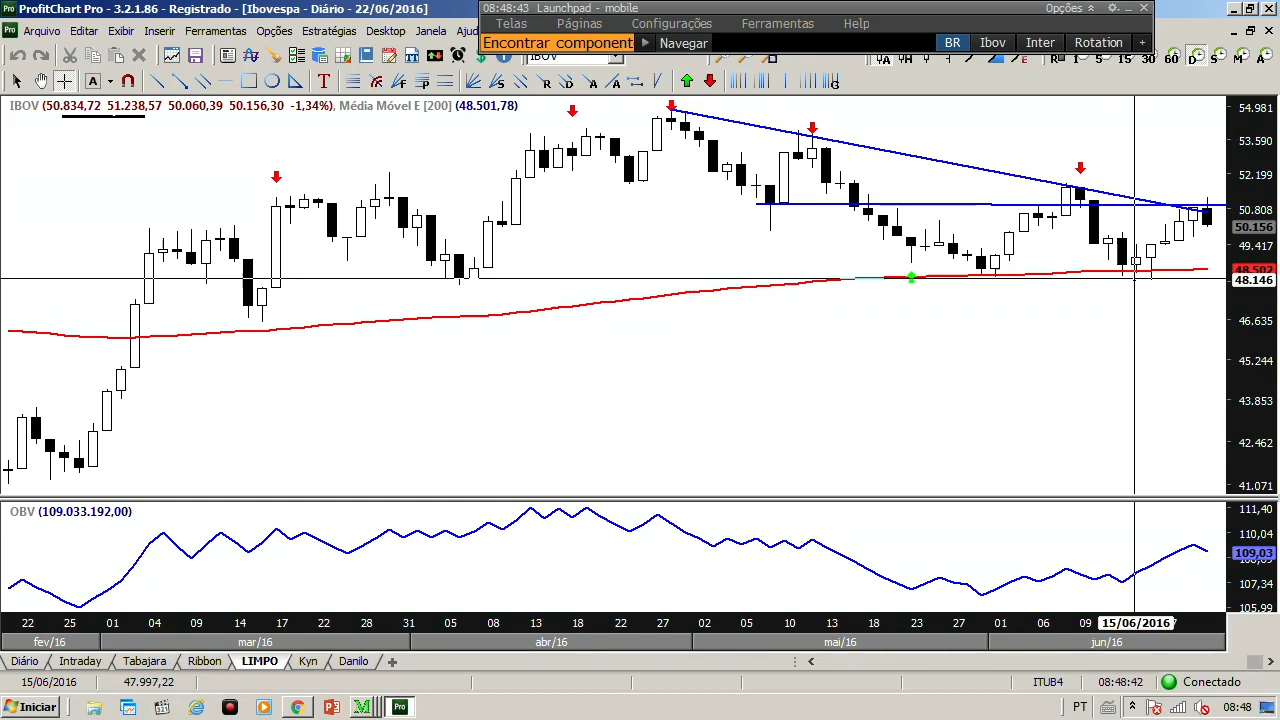 ProfitChart Pro - 3.2.1.86 - Registrado - [Ibovespa - Diário - 22/06/2016]
08:48:43 Launchpad - mobile Opções
Arquivo Editar Exibir Inserir Ferramentas Opções Estratégias Desktop Janela Telas Páginas Configurações Ferramentas Help
Encontrar component Navegar BR Ibov Inter Rotation +
IBOV 15 30 60 D S M A
A T
IBOV (50.834,72 51.238,57 50.060,39 50.156,30 -1,34%), Média Móvel E [200] (48.501,78)
54.981
53.590
52.199
50.808
50.156
49.417
48.502
48.146
46.635
45.244
43.853
42.462
41.071
OBV (109.033.192,00)
111,40
110,04
109,03
107,34
105,99
22 25 01 04 09 14 17 22 28 31 05 08 13 18 22 27 02 05 10 13 18 23 27 01 06 09 15/06/2016
fev/16 mar/16 abr/16 mai/16 jun/16
Diário Intraday Tabajara Ribbon LIMPO Kyn Danilo
15/06/2016 47.997,22 ITUB4 08:48:42 Conectado
Iniciar PT 08:48